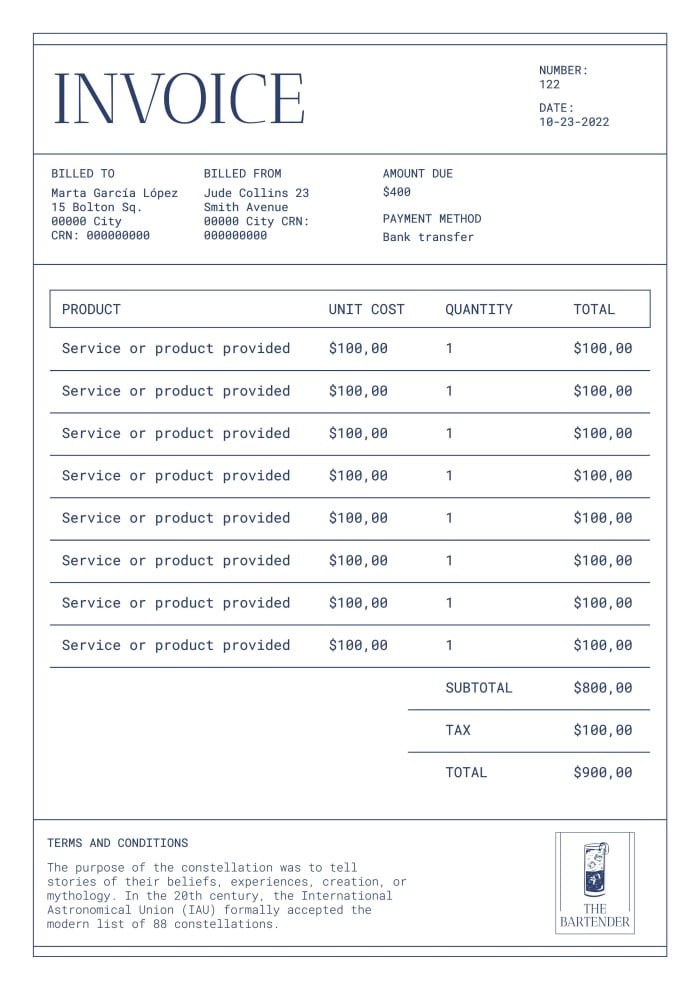 INVOICE
NUMBER:
122
DATE:
10-23-2022
BILLED TO
Marta García López
15 Bolton Sq.
00000 City
CRN: 000000000
BILLED FROM
Jude Collins 23
Smith Avenue
00000 City CRN:
000000000
AMOUNT DUE
$400
PAYMENT METHOD
Bank transfer
PRODUCT UNIT COST QUANTITY TOTAL
Service or product provided $100,00 1 $100,00
Service or product provided $100,00 1 $100,00
Service or product provided $100,00 1 $100,00
Service or product provided $100,00 1 $100,00
Service or product provided $100,00 1 $100,00
Service or product provided $100,00 1 $100,00
Service or product provided $100,00 1 $100,00
Service or product provided $100,00 1 $100,00
SUBTOTAL $800,00
TAX $100,00
TOTAL $900,00
TERMS AND CONDITIONS
The purpose of the constellation was to tell
stories of their beliefs, experiences, creation, or
mythology. In the 20th century, the International
Astronomical Union (IAU) formally accepted the
modern list of 88 constellations.
THE
BARTENDER